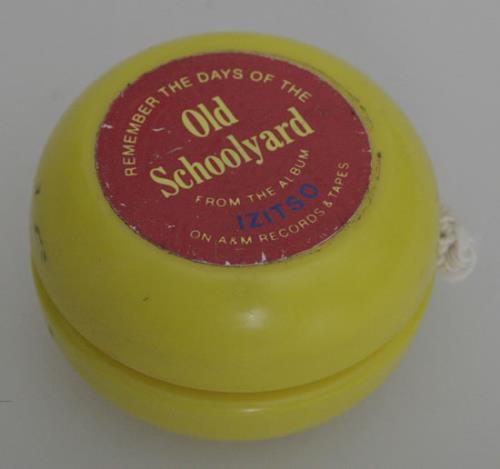 REMEMBER THE DAYS OF THE
Old
Schoolyard
FROM THE ALBUM
IZITSO
ON A&M RECORDS & TAPES